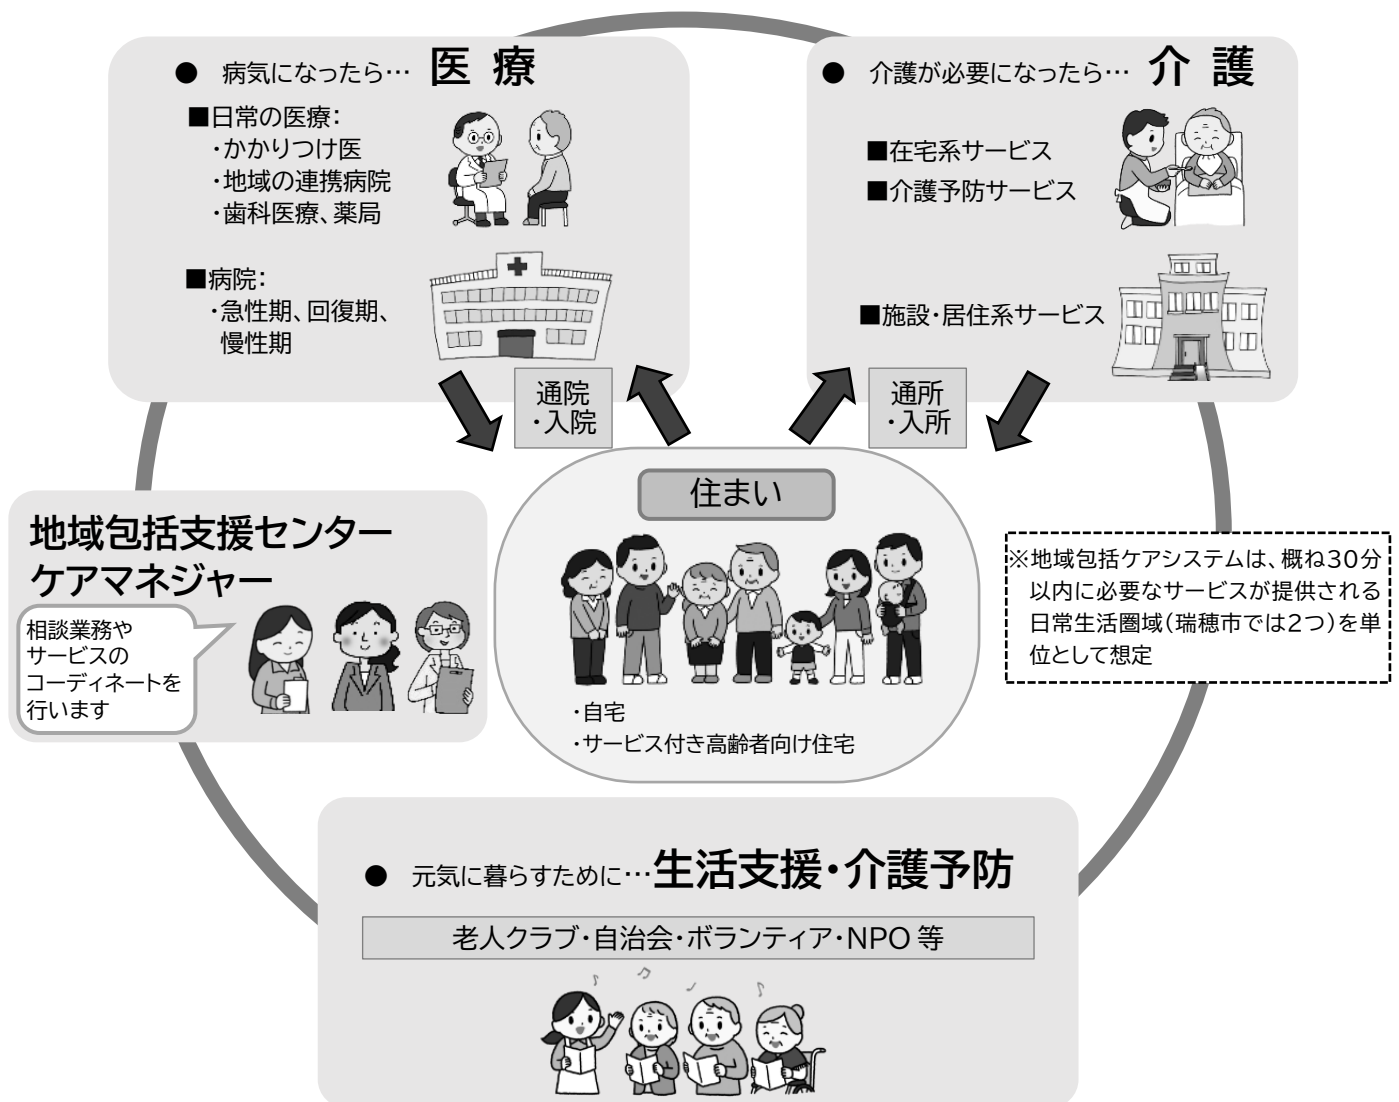 ● 病気になったら… 医 療
■日常の医療：
・かかりつけ医
・地域の連携病院
・歯科医療、薬局
■病院：
・急性期、回復期、
慢性期
● 介護が必要になったら… 介 護
■在宅系サービス
■介護予防サービス
■施設・居住系サービス
通院
・入院
通所
・入所
住まい
・自宅
・サービス付き高齢者向け住宅
地域包括支援センター
ケアマネジャー
相談業務や
サービスの
コーディネートを
行います
※地域包括ケアシステムは、概ね30分
以内に必要なサービスが提供される
日常生活圏域（瑞穂市では2つ）を単
位として想定
● 元気に暮らすために…生活支援・介護予防
老人クラブ・自治会・ボランティア・NPO 等